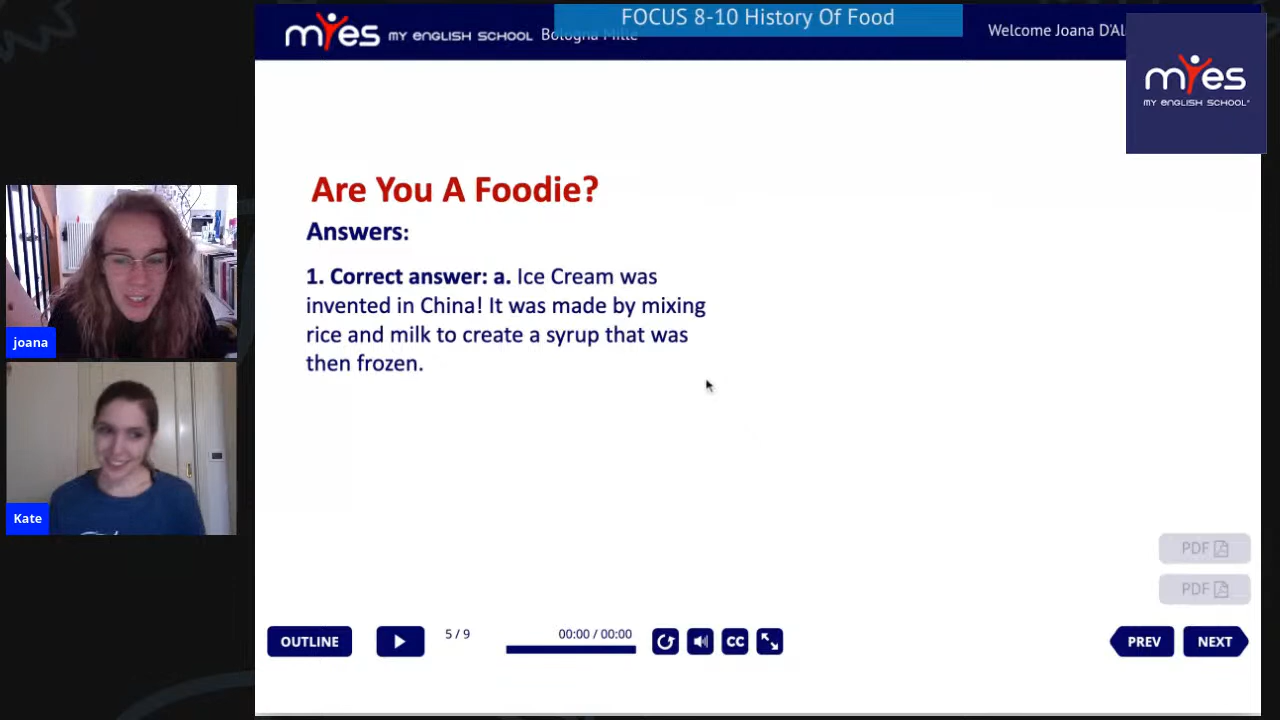 FOCUS 8-10 History Of Food
myes MY ENGLISH SCHOOL Bologna Mille
Welcome Joana D'Al
myes
MY ENGLISH SCHOOL
Are You A Foodie?
Answers:
1. Correct answer: a. Ice Cream was
invented in China! It was made by mixing
rice and milk to create a syrup that was
then frozen.
joana
Kate
PDF
PDF
OUTLINE
5 / 9
00:00 / 00:00
CC
PREV
NEXT